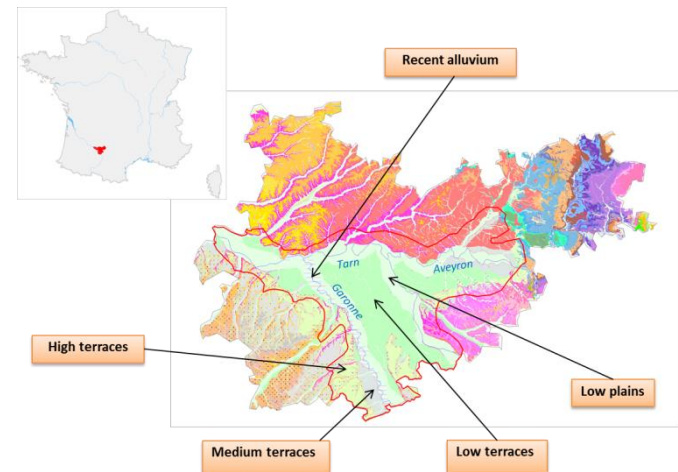 Recent alluvium
Tarn
Aveyron
Garonne
High terraces
Low plains
Medium terraces
Low terraces